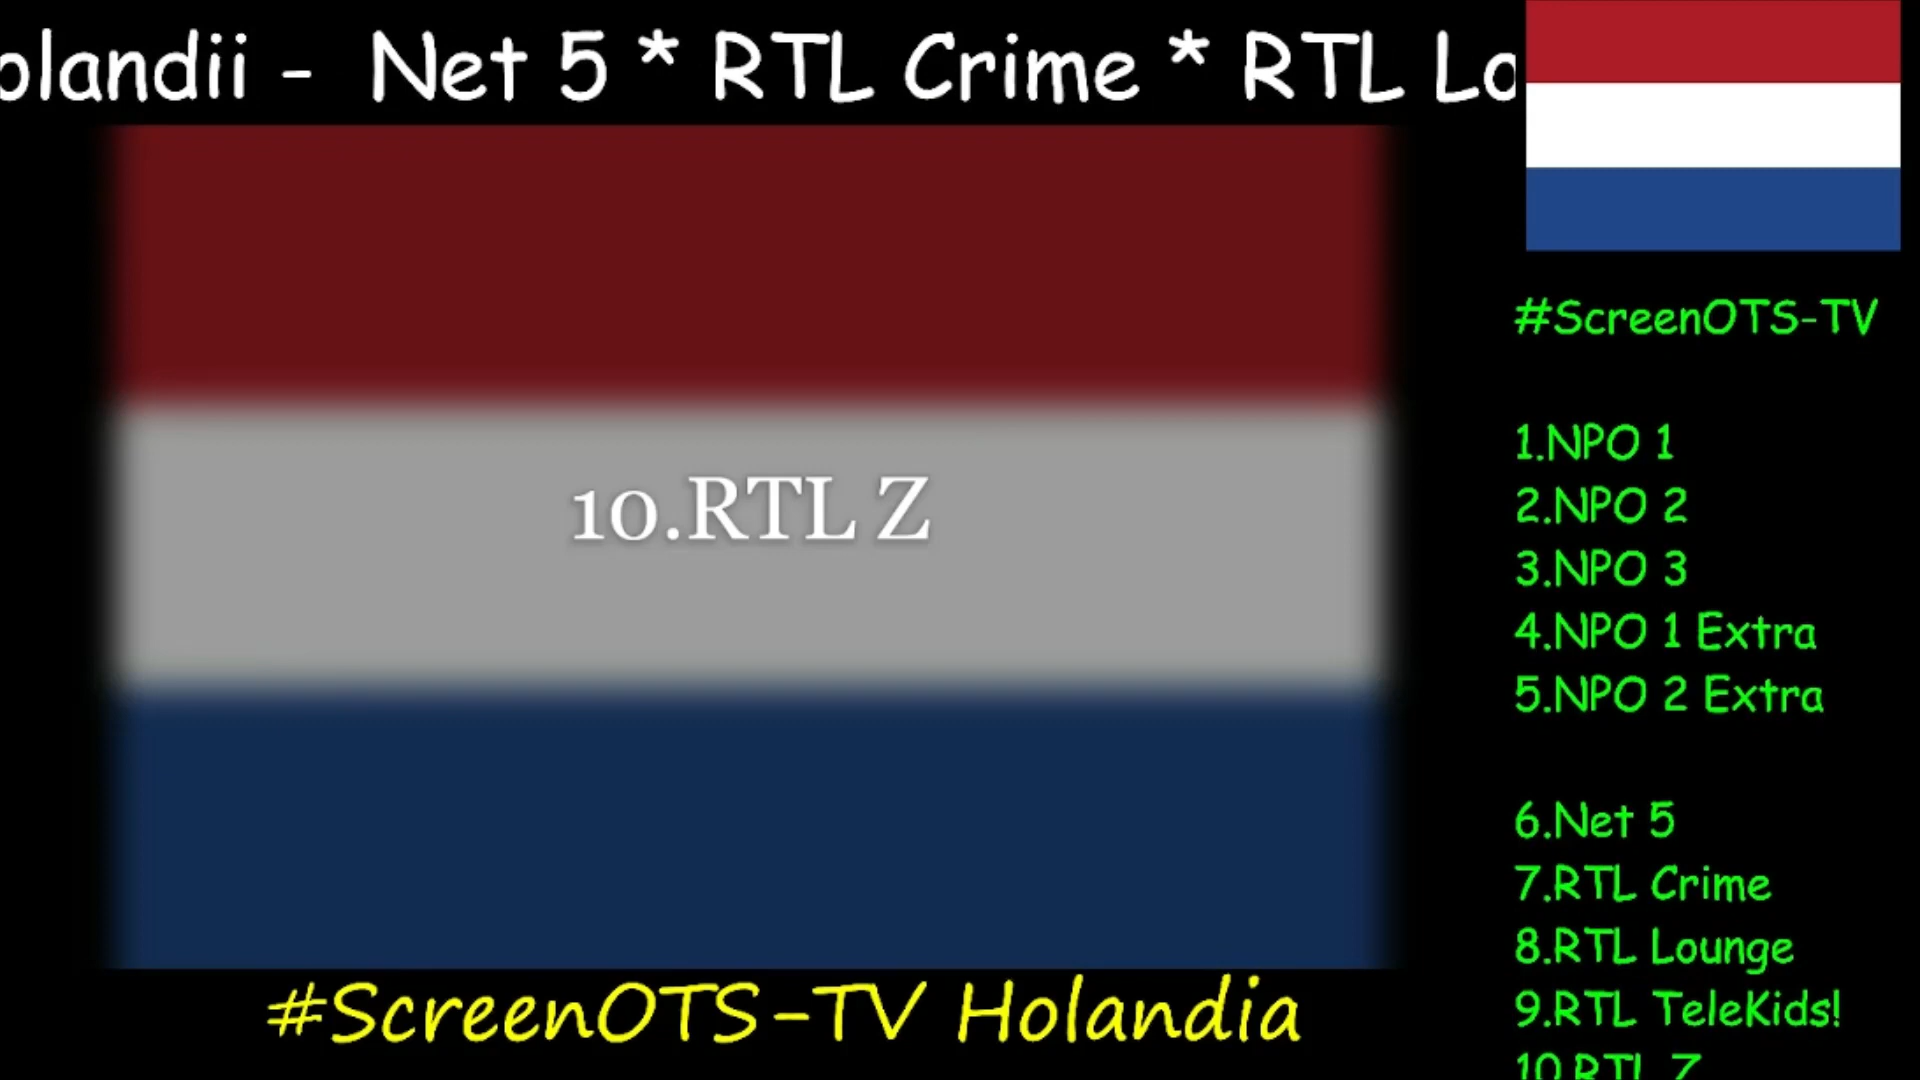 olandii - Net 5 * RTL Crime * RTL Lo
10.RTL Z
#ScreenOTS-TV Holandia
#ScreenOTS-TV
1.NPO 1
2.NPO 2
3.NPO 3
4.NPO 1 Extra
5.NPO 2 Extra
6.Net 5
7.RTL Crime
8.RTL Lounge
9.RTL TeleKids!
10.RTL Z